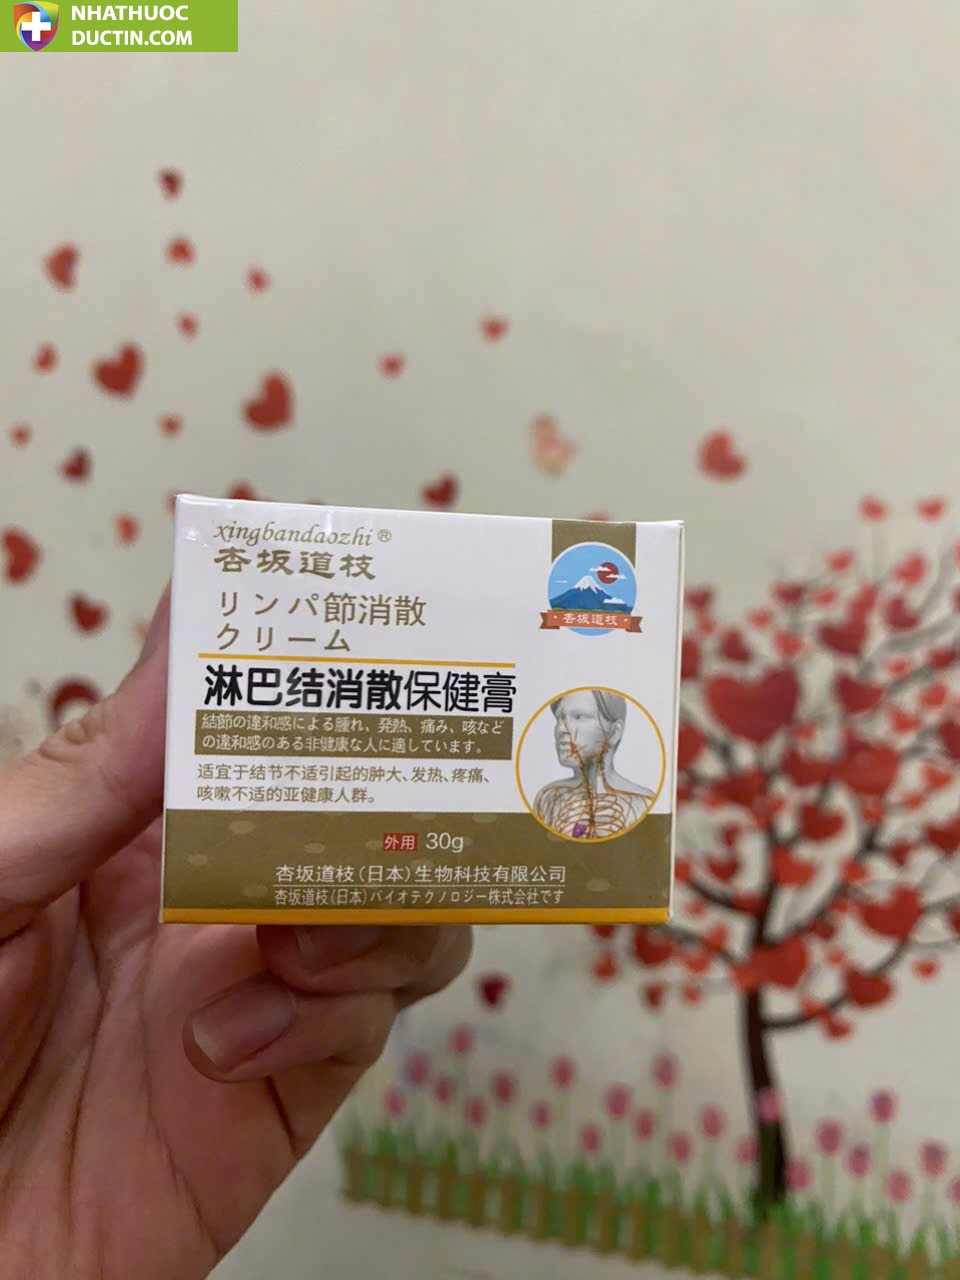 NHATHUOC
DUCTIN.COM
xingbandaozhi®
杏坂道枝
リンパ節消散
クリーム
淋巴结消散保健膏
結節の違和感による腫れ、発熱、痛み、咳など
の違和感のある非健康な人に適しています。
适宜于结节不适引起的肿大、发热、疼痛、
咳嗽不适的亚健康人群。
杏坂道枝
外用 30g
杏坂道枝(日本)生物科技有限公司
杏坂道枝(日本)バイオテクノロジー株式会社です